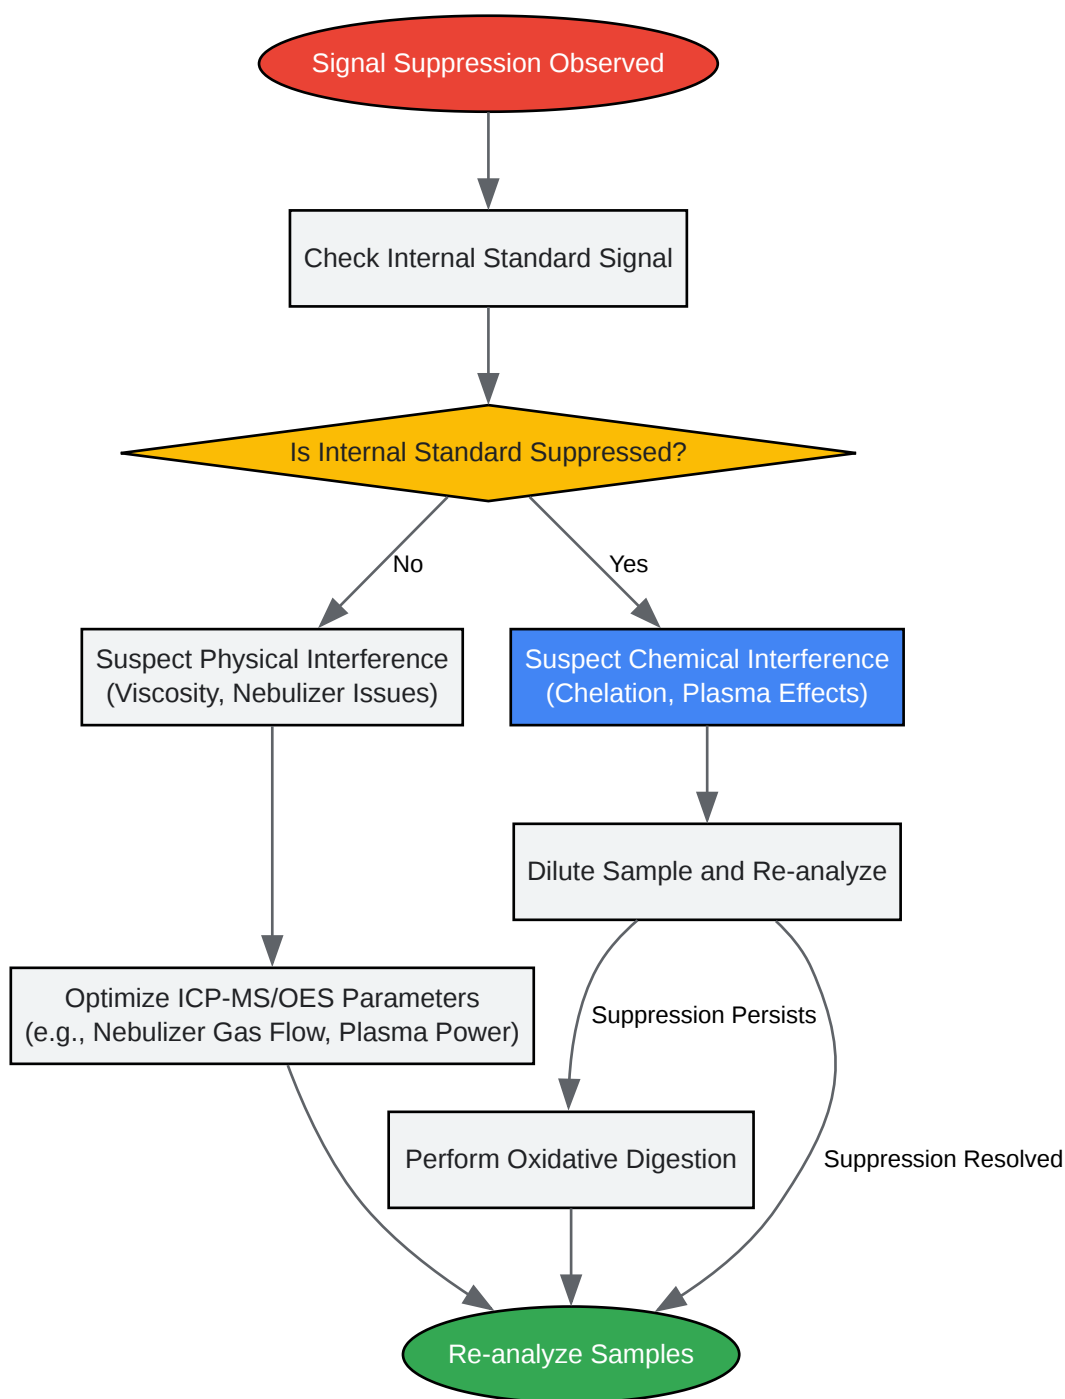 Signal Suppression Observed
Check Internal Standard Signal
Is Internal Standard Suppressed?
No
Yes
Suspect Physical Interference
(Viscosity, Nebulizer Issues)
Suspect Chemical Interference
(Chelation, Plasma Effects)
Dilute Sample and Re-analyze
Optimize ICP-MS/OES Parameters
(e.g., Nebulizer Gas Flow, Plasma Power)
Suppression Persists
Perform Oxidative Digestion
Suppression Resolved
Re-analyze Samples